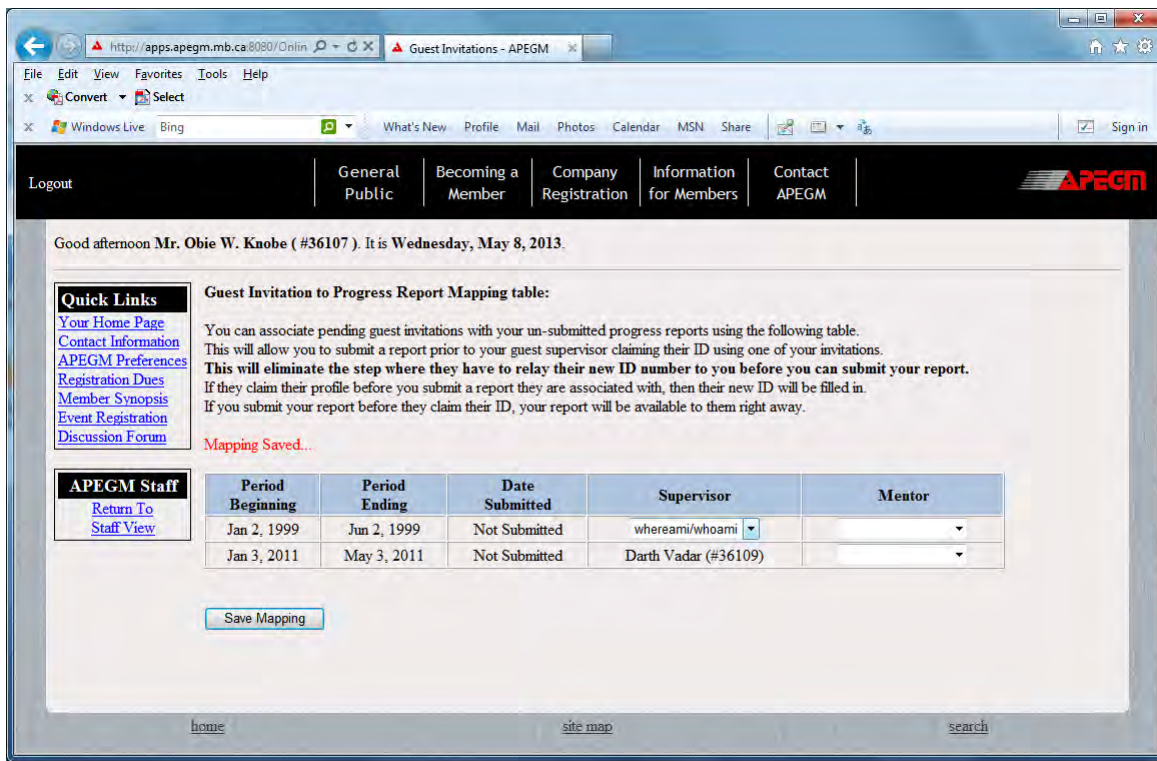 http://apps.apegm.mb.ca:8080/Onlin
Guest Invitations - APEGM
File Edit View Favorites Tools Help
x Convert Select
x Windows Live Bing What's New Profile Mail Photos Calendar MSN Share Sign in
Logout
General Public
Becoming a Member
Company Registration
Information for Members
Contact APEGM
APEGM
Good afternoon Mr. Obie W. Knobe ( #36107 ). It is Wednesday, May 8, 2013.
Quick Links
Your Home Page
Contact Information
APEGM Preferences
Registration Dues
Member Synopsis
Event Registration
Discussion Forum
APEGM Staff
Return To
Staff View
Guest Invitation to Progress Report Mapping table:
You can associate pending guest invitations with your un-submitted progress reports using the following table.
This will allow you to submit a report prior to your guest supervisor claiming their ID using one of your invitations.
This will eliminate the step where they have to relay their new ID number to you before you can submit your report.
If they claim their profile before you submit a report they are associated with, then their new ID will be filled in.
If you submit your report before they claim their ID, your report will be available to them right away.
Mapping Saved...
Period Beginning Period Ending Date Submitted Supervisor Mentor
Jan 2, 1999 Jun 2, 1999 Not Submitted whereami/whoami
Jan 3, 2011 May 3, 2011 Not Submitted Darth Vadar (#36109)
Save Mapping
home site map search